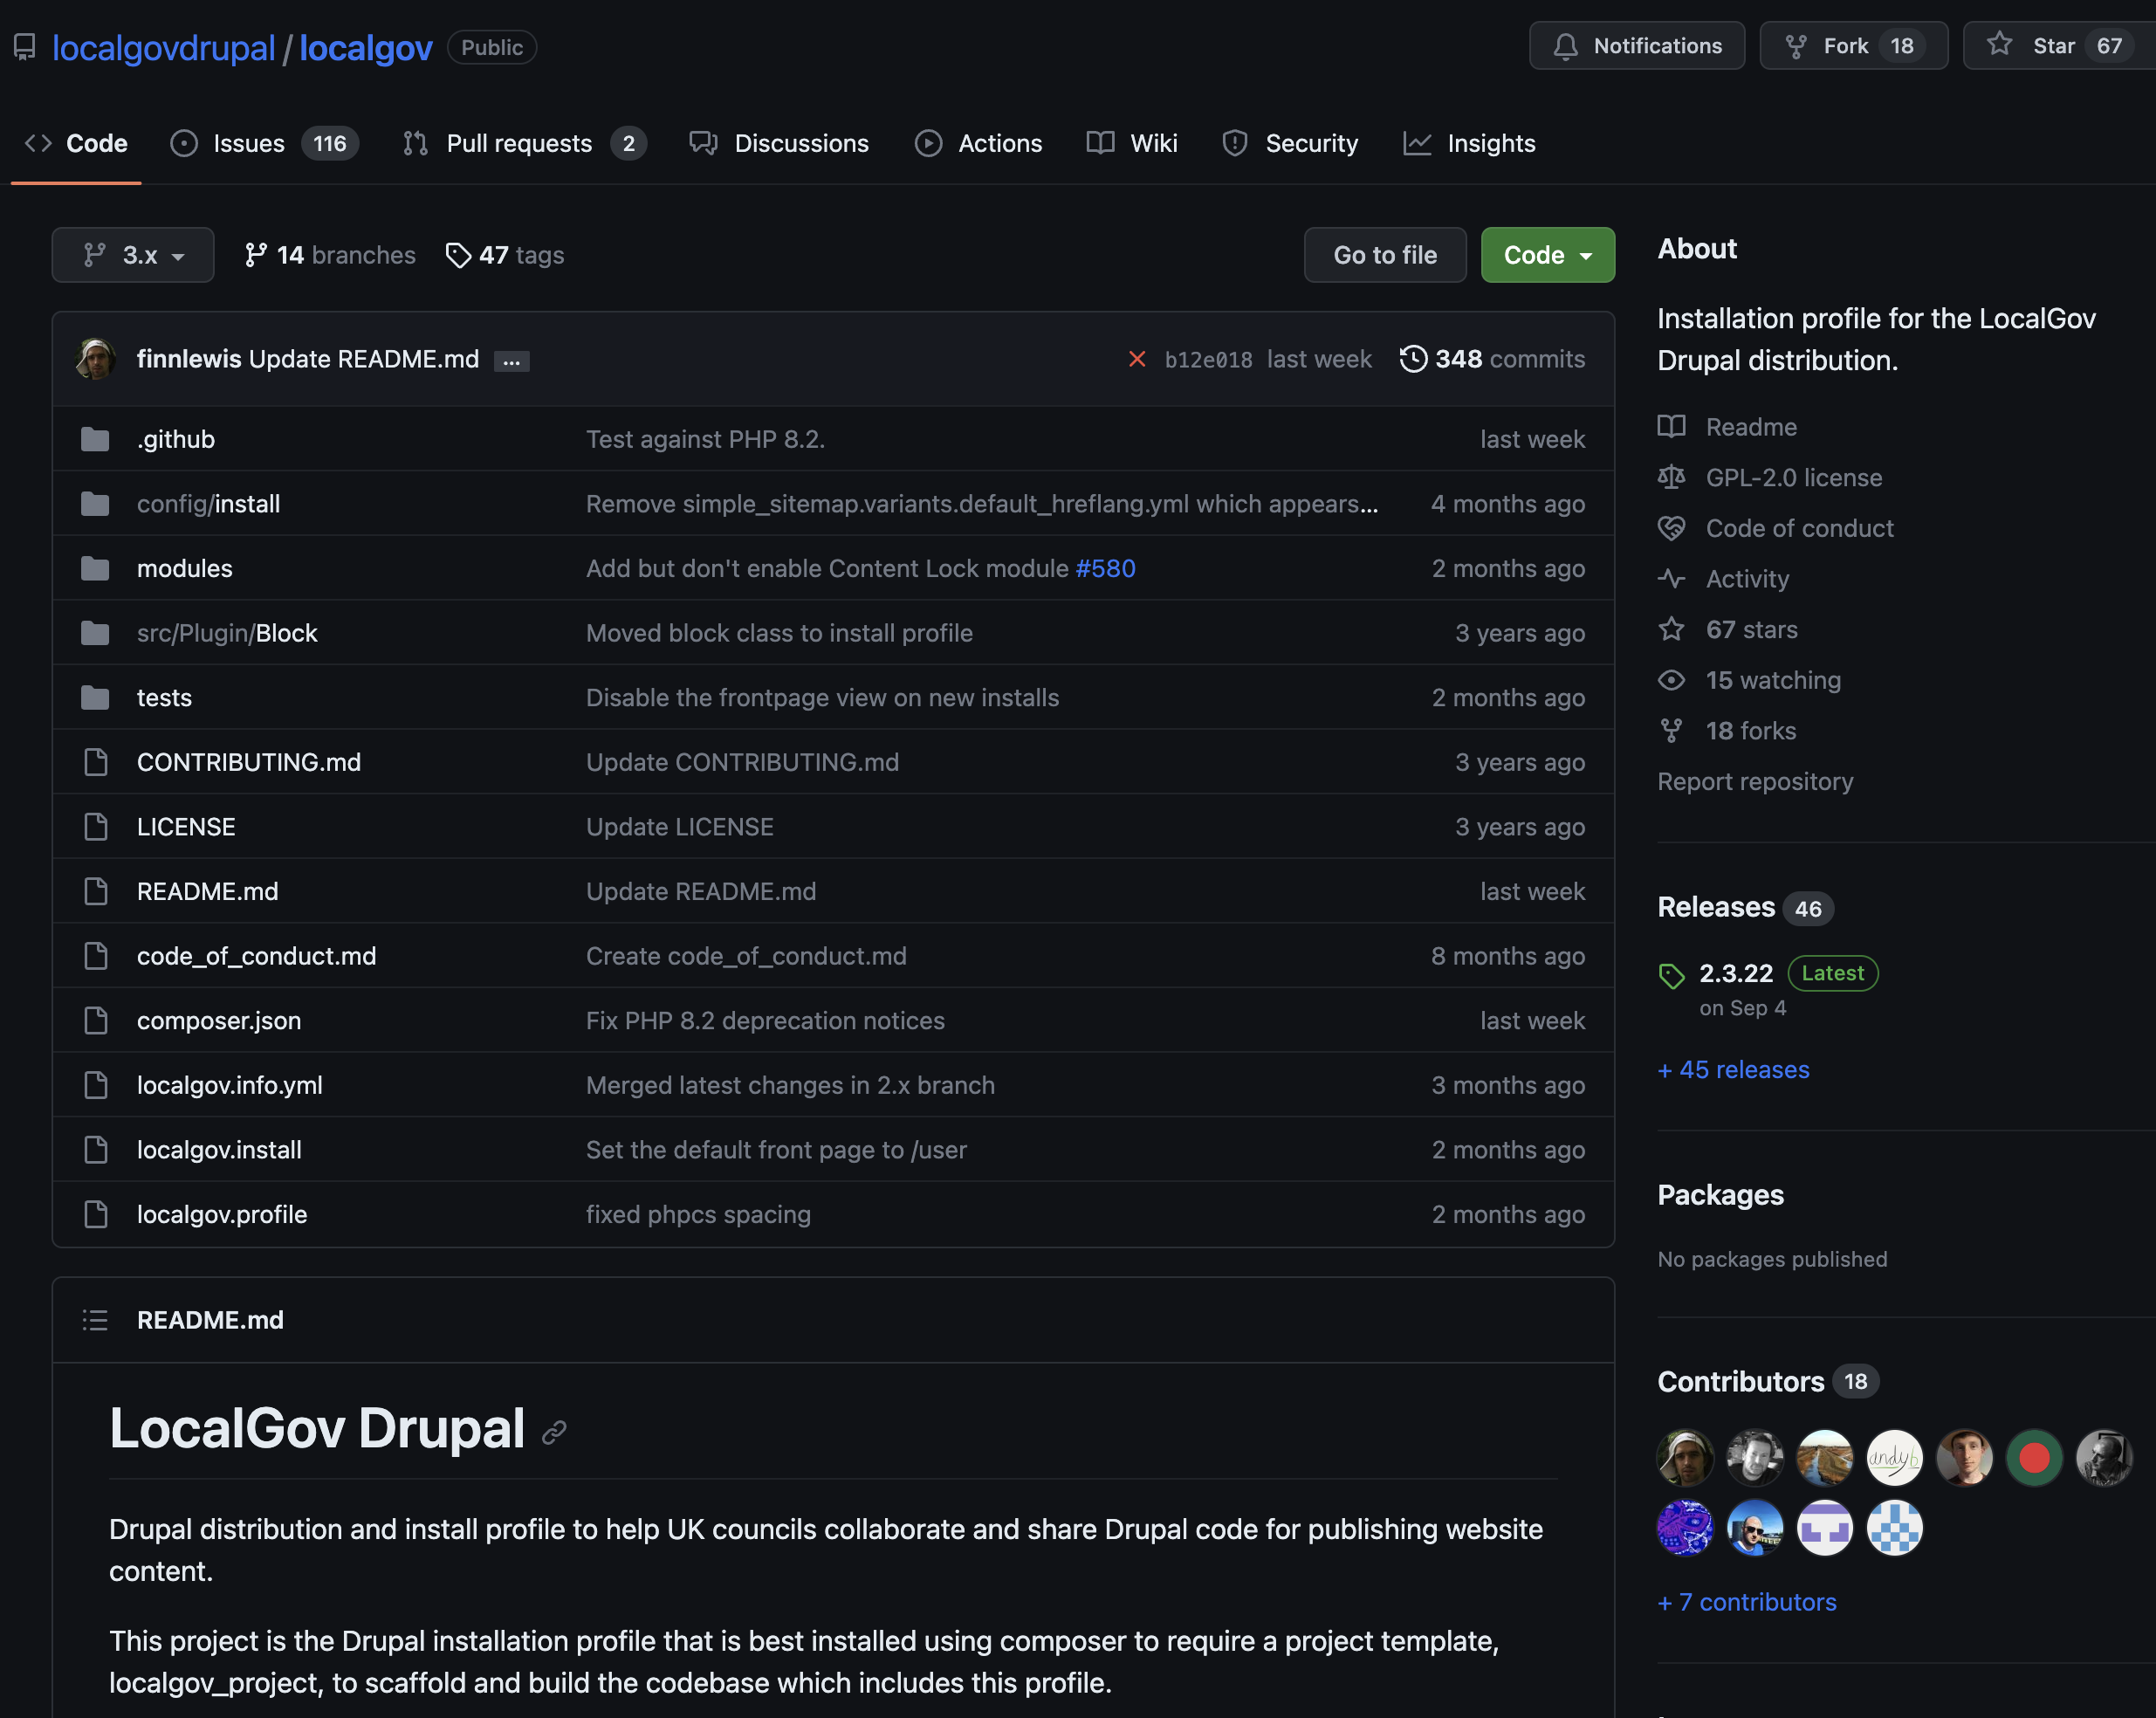 localgovdrupal / localgov Public
Notifications Fork 18 Star 67
Code Issues 116 Pull requests 2 Discussions Actions Wiki Security Insights
3.x 14 branches 47 tags Go to file Code
finnlewis Update README.md ... b12e018 last week 348 commits
.github Test against PHP 8.2. last week
config/install Remove simple_sitemap.variants.default_hreflang.yml which appears... 4 months ago
modules Add but don't enable Content Lock module #580 2 months ago
src/Plugin/Block Moved block class to install profile 3 years ago
tests Disable the frontpage view on new installs 2 months ago
CONTRIBUTING.md Update CONTRIBUTING.md 3 years ago
LICENSE Update LICENSE 3 years ago
README.md Update README.md last week
code_of_conduct.md Create code_of_conduct.md 8 months ago
composer.json Fix PHP 8.2 deprecation notices last week
localgov.info.yml Merged latest changes in 2.x branch 3 months ago
localgov.install Set the default front page to /user 2 months ago
localgov.profile fixed phpcs spacing 2 months ago
README.md
LocalGov Drupal
Drupal distribution and install profile to help UK councils collaborate and share Drupal code for publishing website
content.
This project is the Drupal installation profile that is best installed using composer to require a project template,
localgov_project, to scaffold and build the codebase which includes this profile.
About
Installation profile for the LocalGov
Drupal distribution.
Readme
GPL-2.0 license
Code of conduct
Activity
67 stars
15 watching
18 forks
Report repository
Releases 46
2.3.22 Latest
on Sep 4
+ 45 releases
Packages
No packages published
Contributors 18
andyb
+ 7 contributors